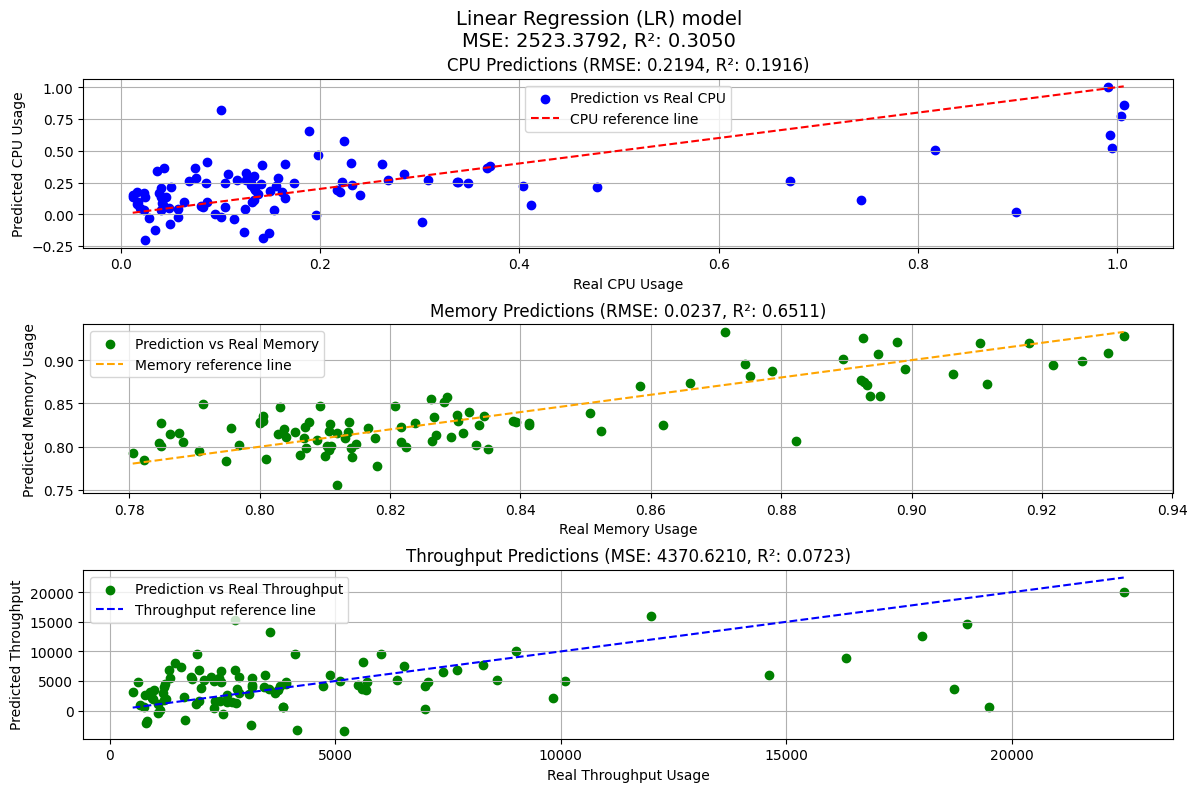 Linear Regression (LR) model
MSE: 2523.3792, R²: 0.3050
CPU Predictions (RMSE: 0.2194, R²: 0.1916)
Predicted CPU Usage
1.00
0.75
0.50
0.25
0.00
−0.25
Prediction vs Real CPU
CPU reference line
0.0 0.2 0.4 0.6 0.8 1.0
Real CPU Usage
Memory Predictions (RMSE: 0.0237, R²: 0.6511)
Predicted Memory Usage
0.90
0.85
0.80
0.75
Prediction vs Real Memory
Memory reference line
0.78 0.80 0.82 0.84 0.86 0.88 0.90 0.92 0.94
Real Memory Usage
Throughput Predictions (MSE: 4370.6210, R²: 0.0723)
Predicted Throughput
20000
15000
10000
5000
0
Prediction vs Real Throughput
Throughput reference line
0 5000 10000 15000 20000
Real Throughput Usage